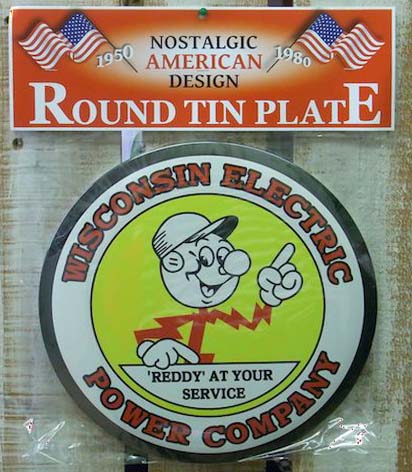 1950
NOSTALGIC
AMERICAN
DESIGN
1980
ROUND TIN PLATE
WISCONSIN ELECTRIC
'REDDY' AT YOUR
SERVICE
POWER COMPANY